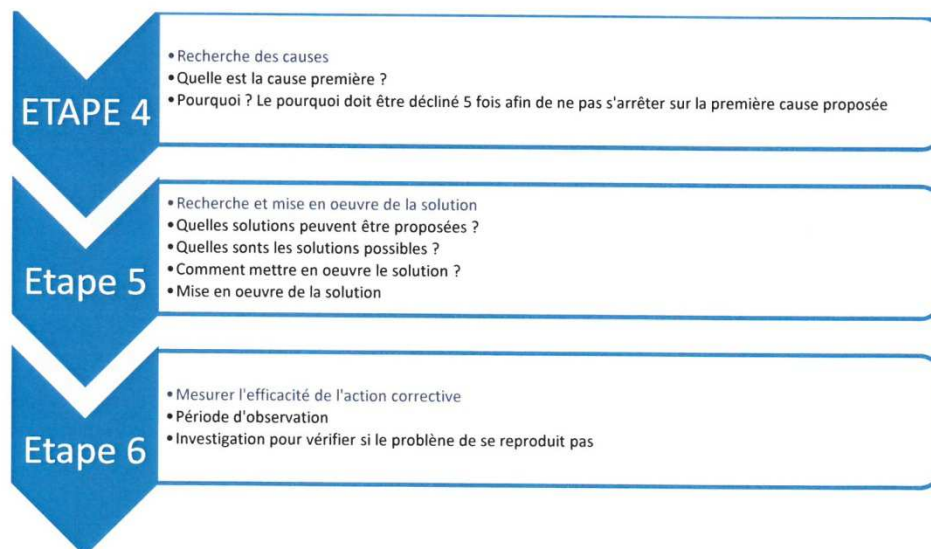 ETAPE 4
•Recherche des causes
•Quelle est la cause première ?
•Pourquoi ? Le pourquoi doit être décliné 5 fois afin de ne pas s'arrêter sur la première cause proposée
Etape 5
•Recherche et mise en oeuvre de la solution
•Quelles solutions peuvent être proposées ?
•Quelles sonts les solutions possibles ?
•Comment mettre en oeuvre le solution ?
•Mise en oeuvre de la solution
Etape 6
•Mesurer l'efficacité de l'action corrective
•Période d'observation
•Investigation pour vérifier si le problène de se reproduit pas